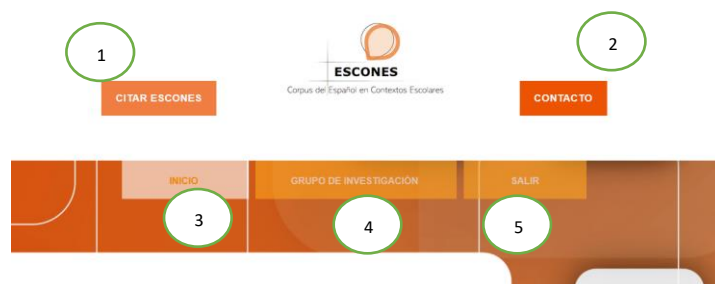 1
2
ESCONES
Corpus del Español en Contextos Escolares
CITAR ESCONES
CONTACTO
INICIO
GRUPO DE INVESTIGACIÓN
SALIR
3
4
5